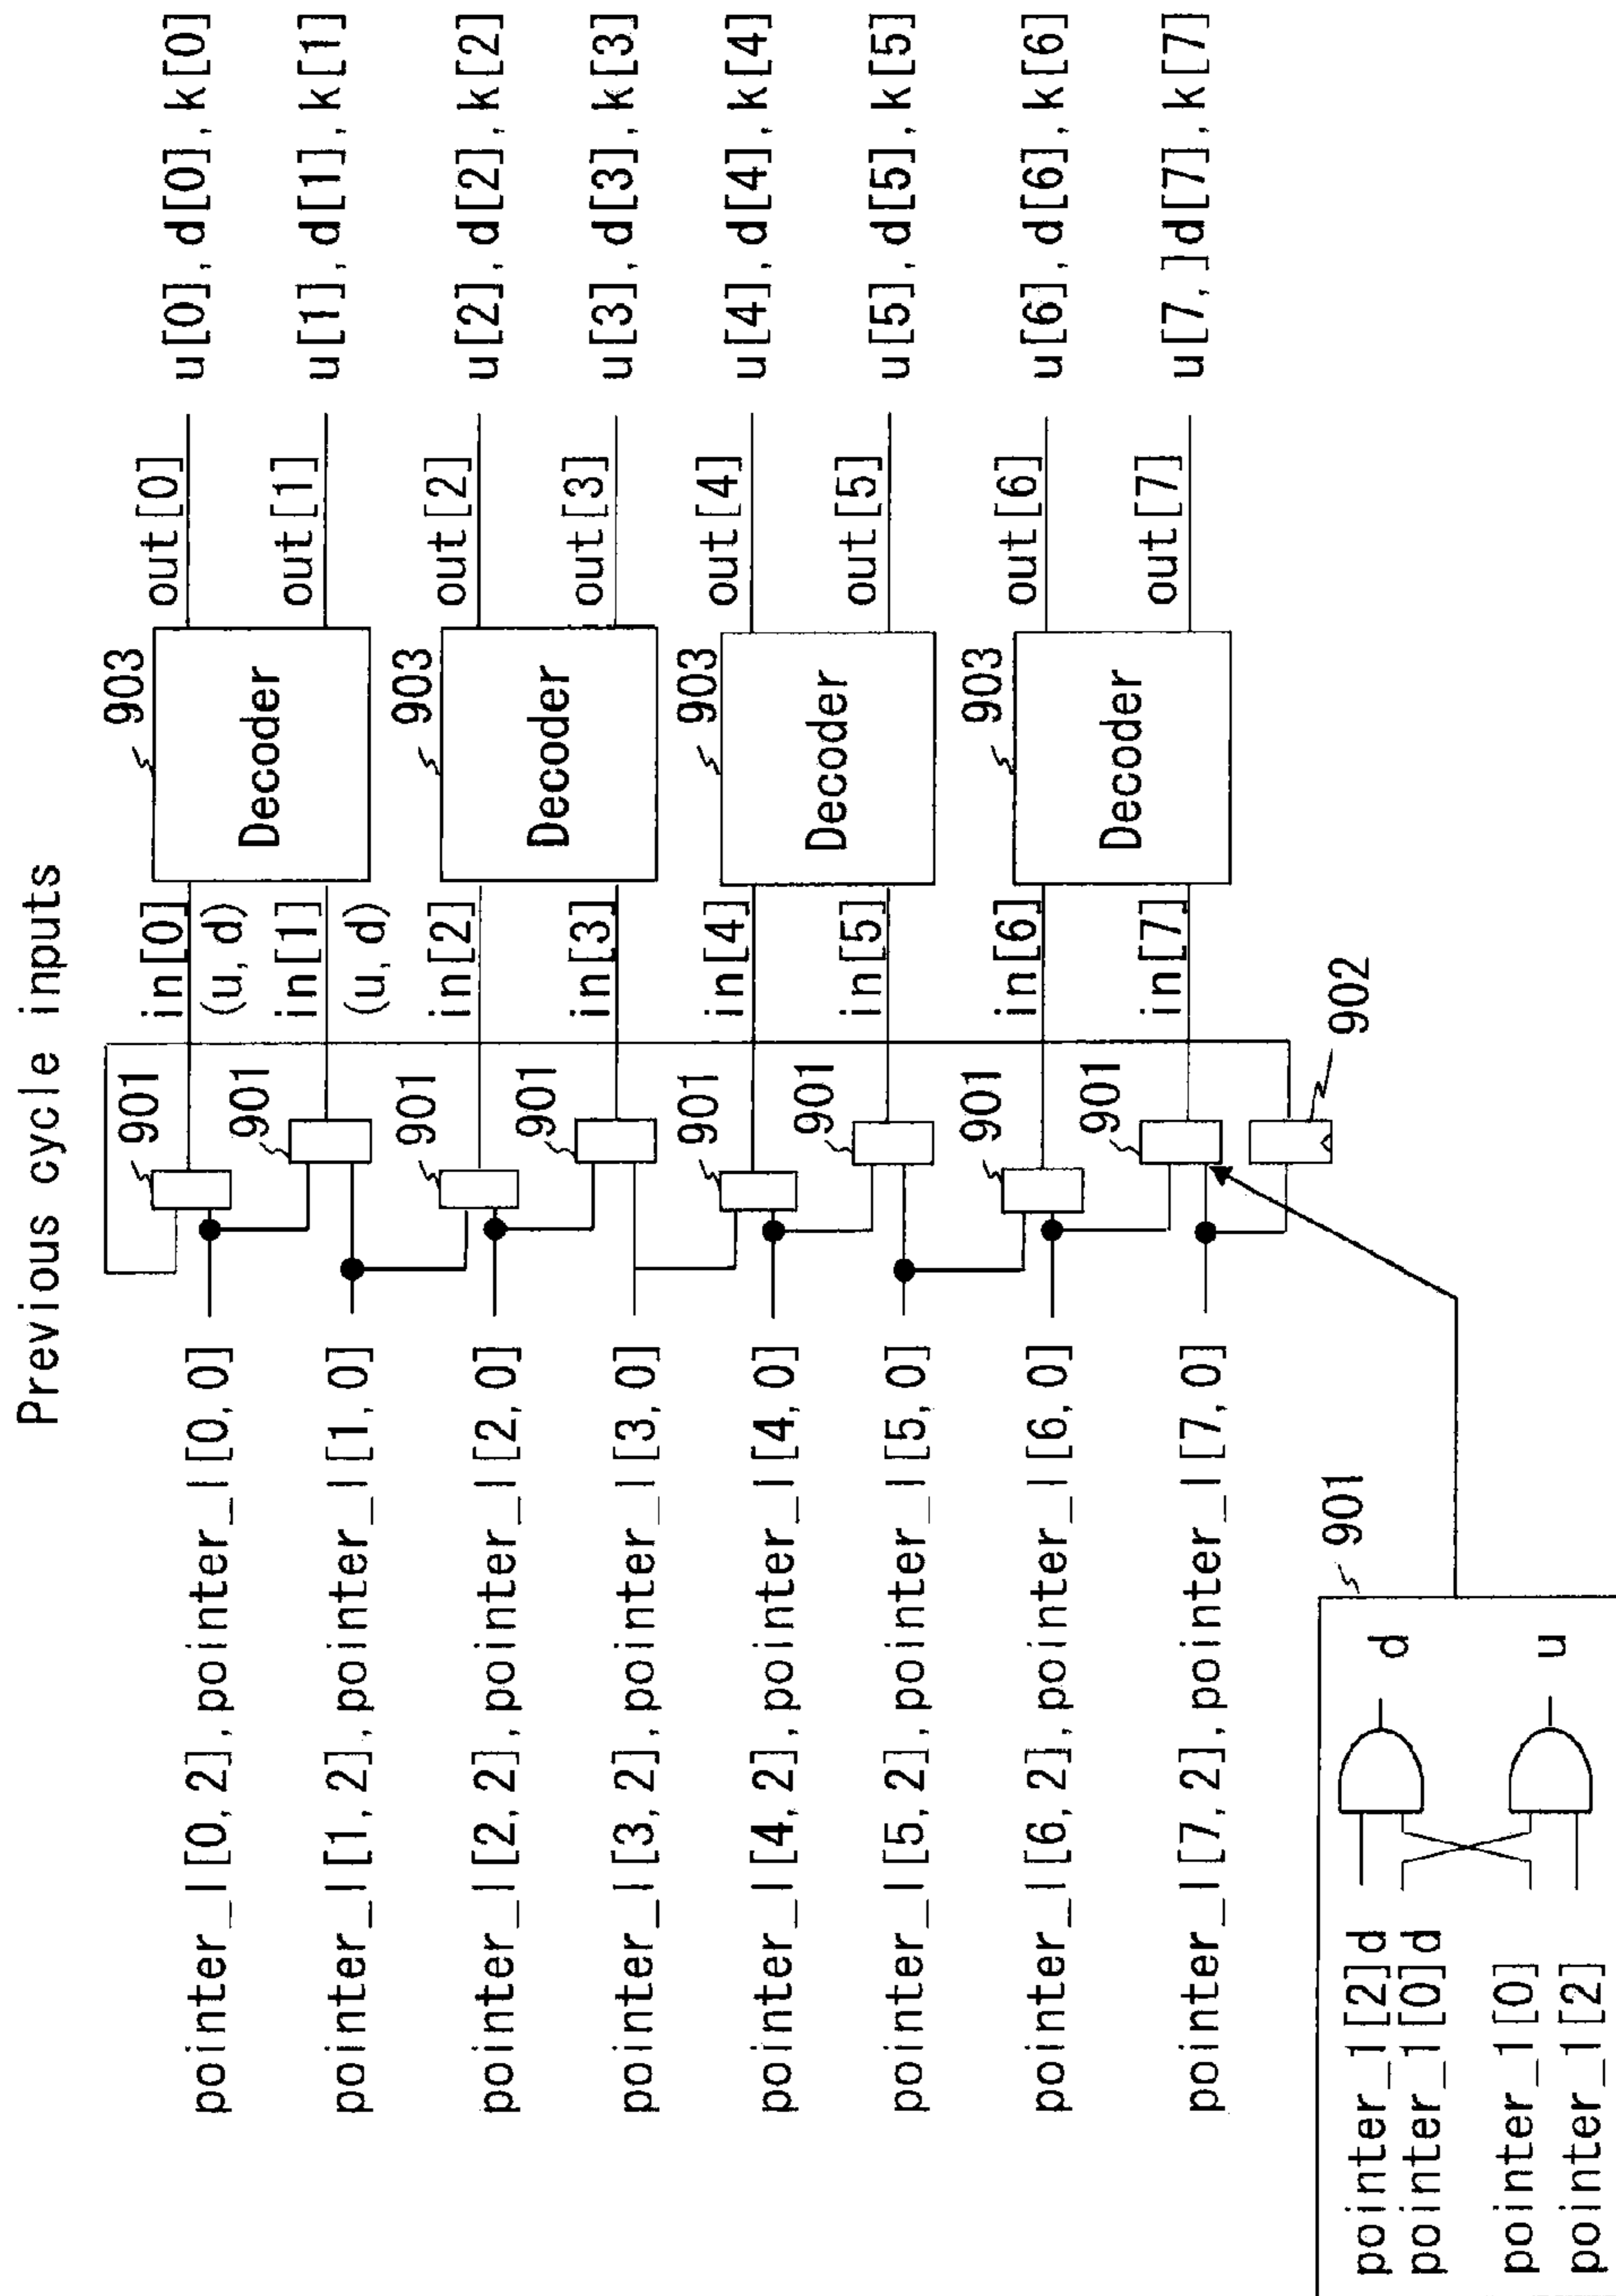 Previous cycle inputs
pointer_l[0,2],pointer_l[0,0]
901
in[0]
(u,d)
903
Decoder
out[0]
u[0],d[0],k[0]
pointer_l[1,2],pointer_l[1,0]
901
in[1]
(u,d)
out[1]
u[1],d[1],k[1]
pointer_l[2,2],pointer_l[2,0]
901
in[2]
903
Decoder
out[2]
u[2],d[2],k[2]
pointer_l[3,2],pointer_l[3,0]
901
in[3]
out[3]
u[3],d[3],k[3]
pointer_l[4,2],pointer_l[4,0]
901
in[4]
903
Decoder
out[4]
u[4],d[4],k[4]
pointer_l[5,2],pointer_l[5,0]
901
in[5]
out[5]
u[5],d[5],k[5]
pointer_l[6,2],pointer_l[6,0]
901
in[6]
903
Decoder
out[6]
u[6],d[6],k[6]
pointer_l[7,2],pointer_l[7,0]
901
in[7]
out[7]
u[7,]d[7],k[7]
902
901
pointer_l[2]d
pointer_l[0]d
d
pointer_l[0]
pointer_l[2]
u